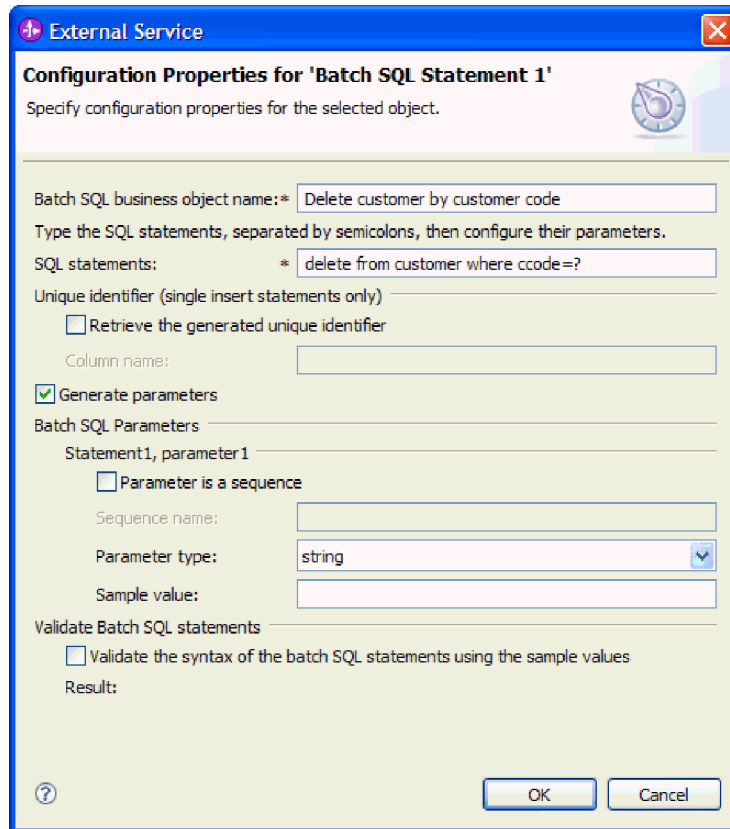 External Service
Configuration Properties for 'Batch SQL Statement 1'
Specify configuration properties for the selected object.
Batch SQL business object name:* Delete customer by customer code
Type the SQL statements, separated by semicolons, then configure their parameters.
SQL statements: * delete from customer where ccode=?
Unique identifier (single insert statements only)
Retrieve the generated unique identifier
Column name:
Generate parameters
Batch SQL Parameters
Statement1, parameter1
Parameter is a sequence
Sequence name:
Parameter type: string
Sample value:
Validate Batch SQL statements
Validate the syntax of the batch SQL statements using the sample values
Result:
? OK Cancel